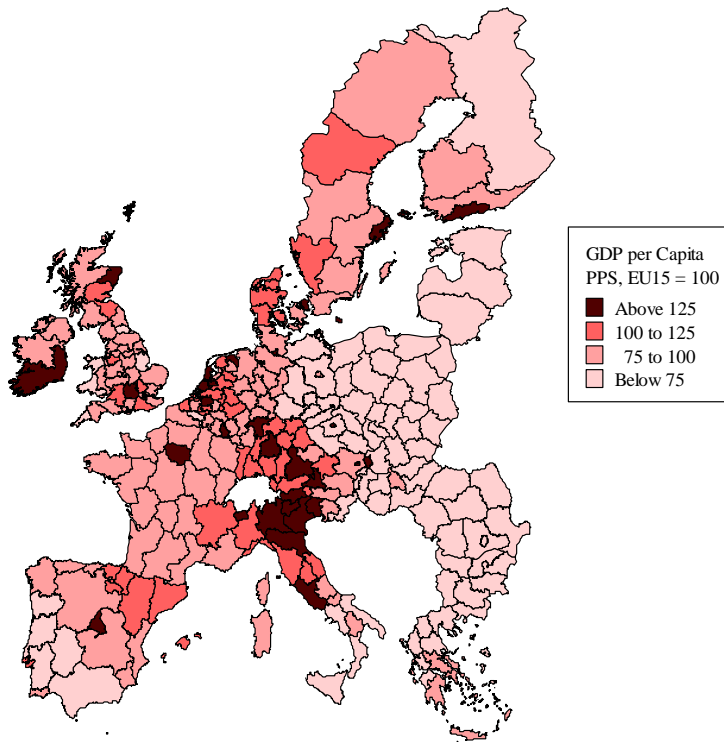 GDP per Capita
PPS, EU15 = 100
Above 125
100 to 125
75 to 100
Below 75